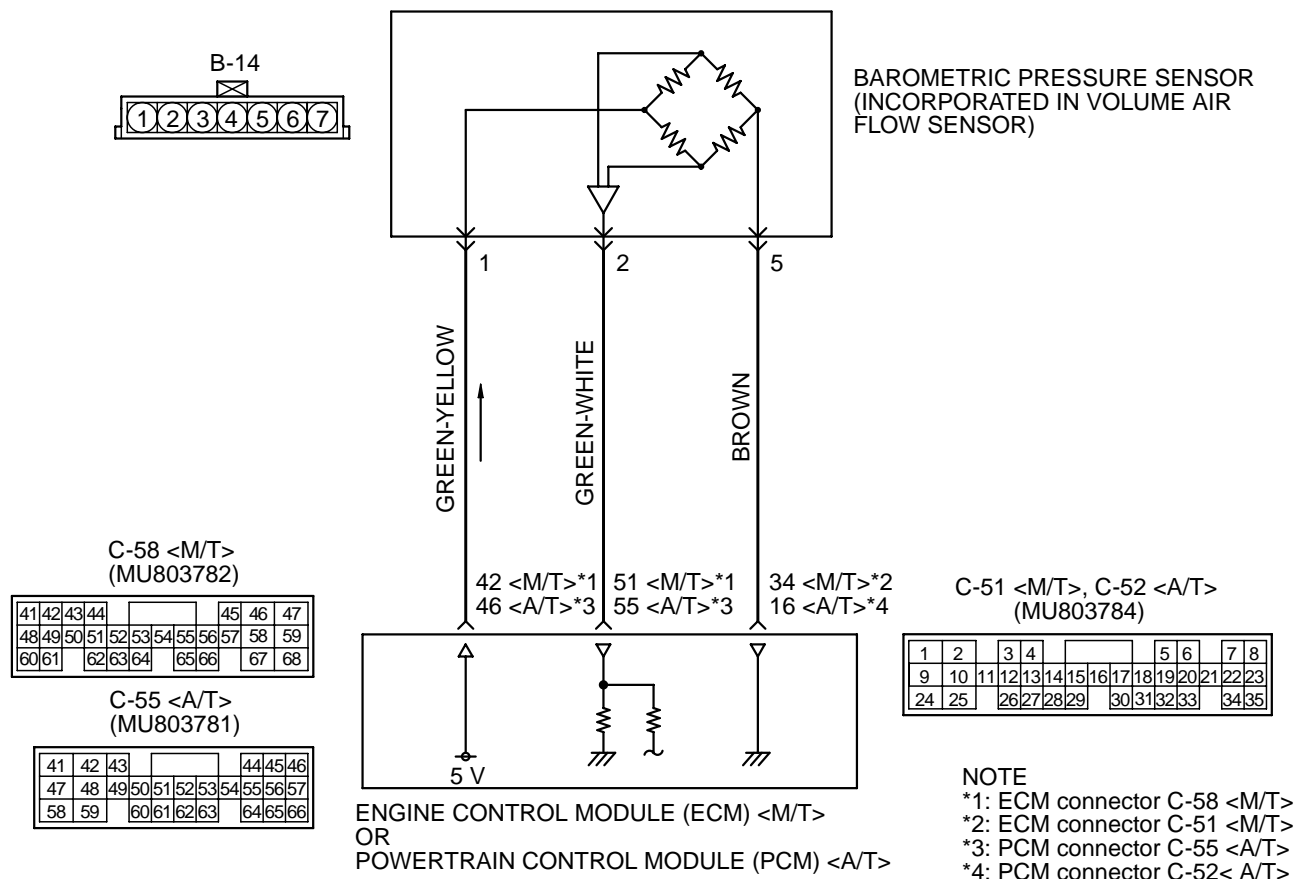 B-14
1 2 3 4 5 6 7
BAROMETRIC PRESSURE SENSOR
(INCORPORATED IN VOLUME AIR
FLOW SENSOR)
1 2 5
GREEN-YELLOW
GREEN-WHITE
BROWN
42 <M/T>*1 51 <M/T>*1 34 <M/T>*2
46 <A/T>*3 55 <A/T>*3 16 <A/T>*4
5 V
ENGINE CONTROL MODULE (ECM) <M/T>
OR
POWERTRAIN CONTROL MODULE (PCM) <A/T>
C-58 <M/T>
(MU803782)
41 42 43 44 45 46 47
48 49 50 51 52 53 54 55 56 57 58 59
60 61 62 63 64 65 66 67 68
C-55 <A/T>
(MU803781)
41 42 43 44 45 46
47 48 49 50 51 52 53 54 55 56 57
58 59 60 61 62 63 64 65 66
C-51 <M/T>, C-52 <A/T>
(MU803784)
1 2 3 4 5 6 7 8
9 10 11 12 13 14 15 16 17 18 19 20 21 22 23
24 25 26 27 28 29 30 31 32 33 34 35
NOTE
*1: ECM connector C-58 <M/T>
*2: ECM connector C-51 <M/T>
*3: PCM connector C-55 <A/T>
*4: PCM connector C-52< A/T>